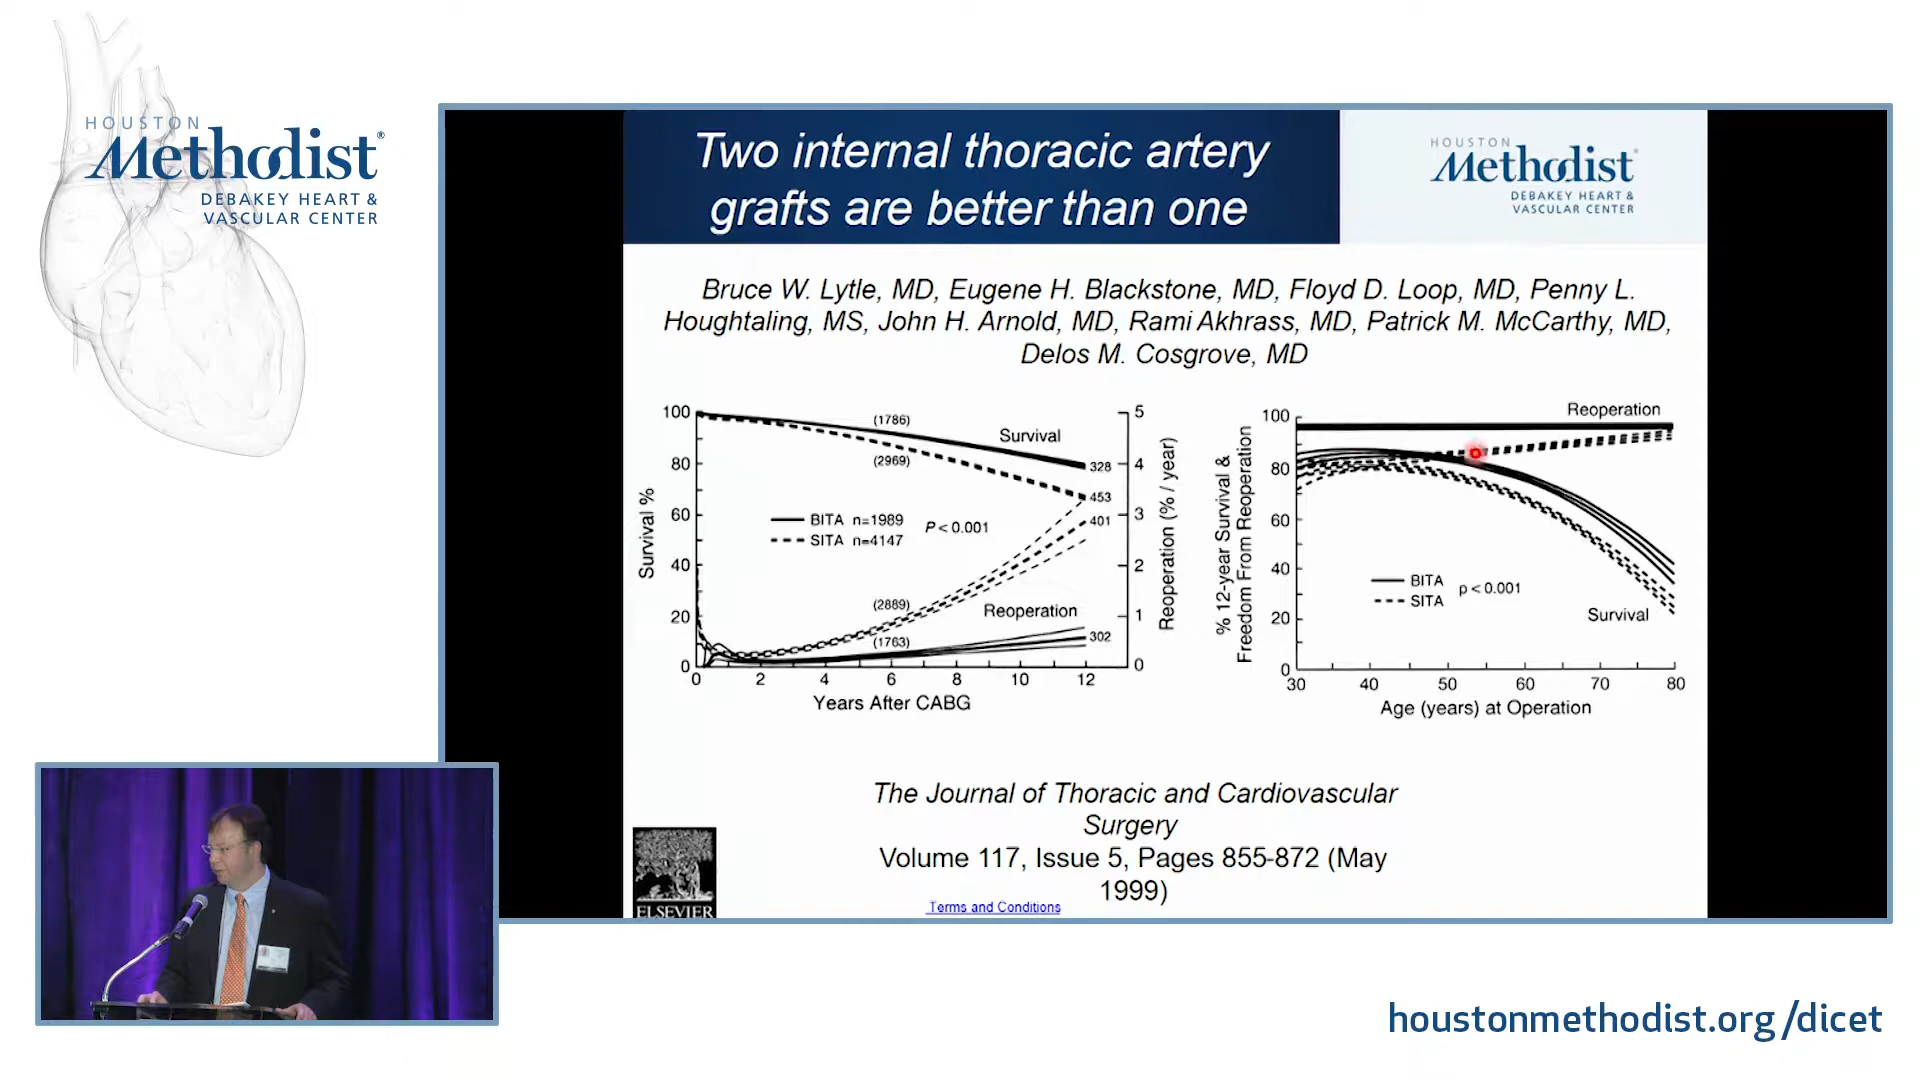 HOUSTON
Methodist®
DEBAKEY HEART &
VASCULAR CENTER
Two internal thoracic artery
grafts are better than one
HOUSTON
Methodist®
DEBAKEY HEART &
VASCULAR CENTER
Bruce W. Lytle, MD, Eugene H. Blackstone, MD, Floyd D. Loop, MD, Penny L.
Houghtaling, MS, John H. Arnold, MD, Rami Akhrass, MD, Patrick M. McCarthy, MD,
Delos M. Cosgrove, MD
Survival %
100
80
60
40
20
0
(1786)
(2969)
Survival
BITA n=1989
SITA n=4147
P < 0.001
(2889)
(1763)
Reoperation
328
453
401
302
5
4
3
2
1
0
Reoperation (% / year)
0 2 4 6 8 10 12
Years After CABG
% 12-year Survival &
Freedom From Reoperation
100
80
60
40
20
0
Reoperation
BITA
SITA
p < 0.001
Survival
30 40 50 60 70 80
Age (years) at Operation
The Journal of Thoracic and Cardiovascular
Surgery
Volume 117, Issue 5, Pages 855-872 (May
1999)
ELSEVIER
Terms and Conditions
houstonmethodist.org/dicet